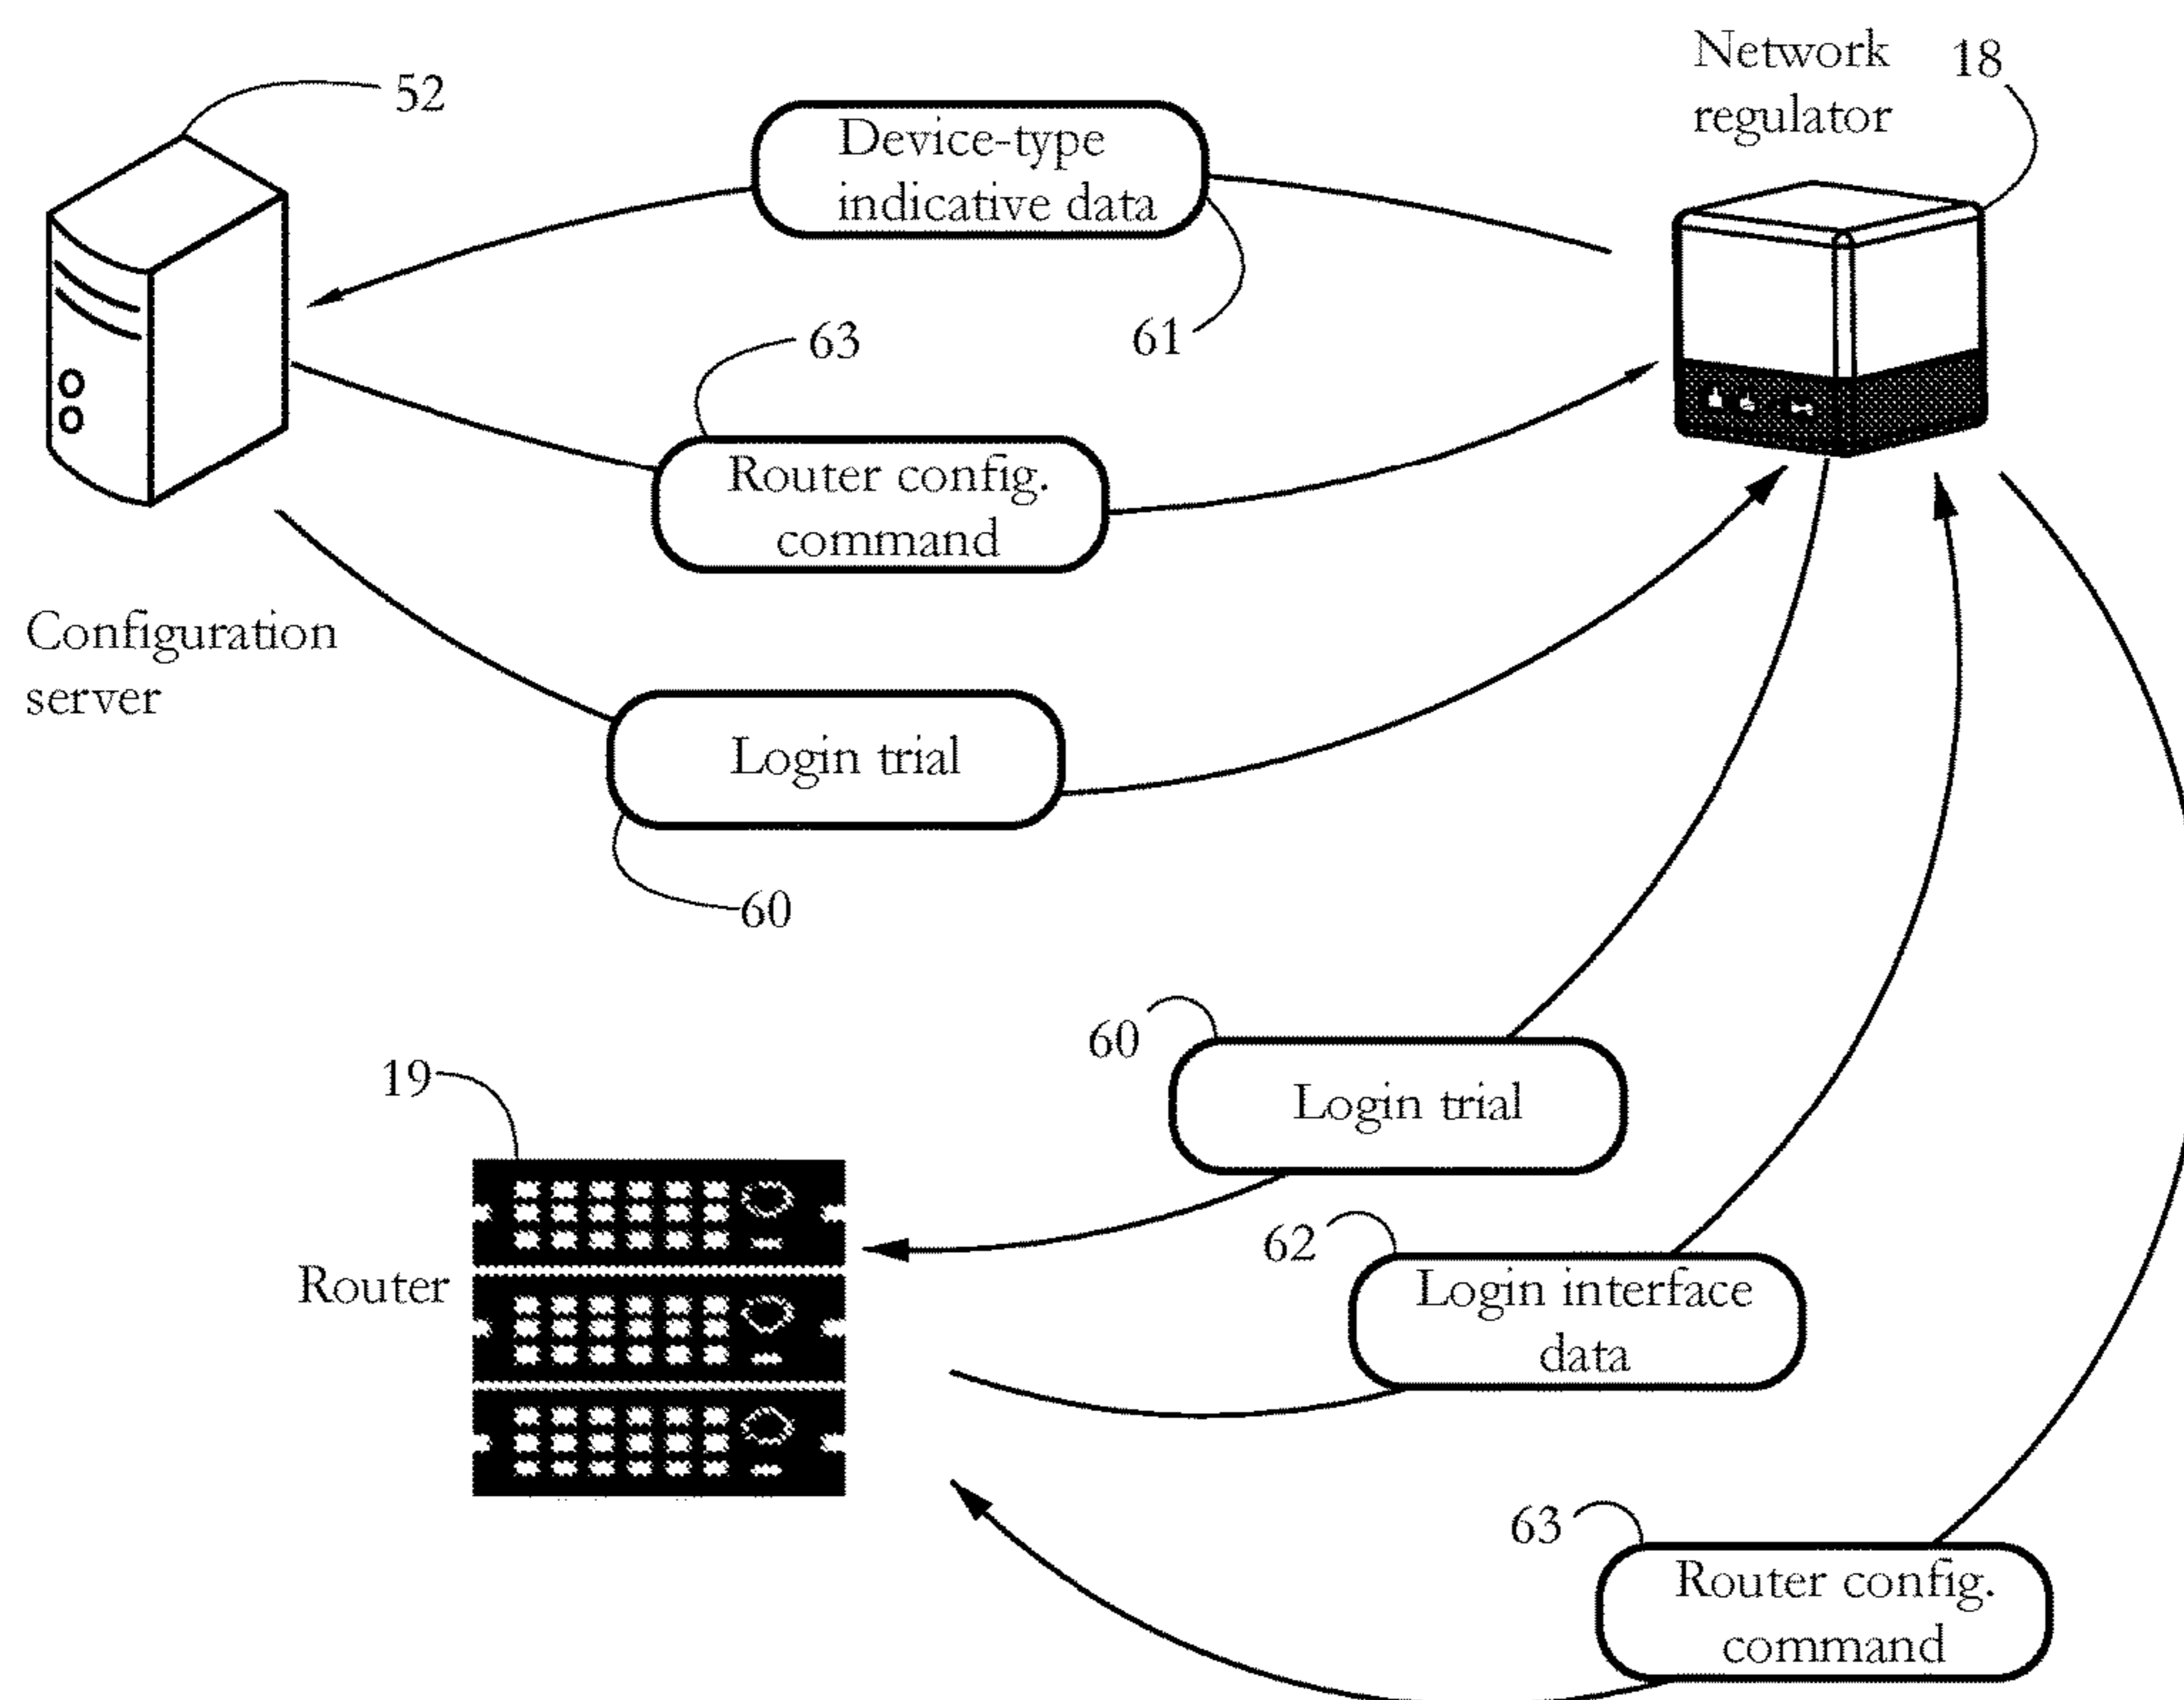 Network
regulator
18
52
Device-type
indicative data
61
63
Router config.
command
Configuration
server
Login trial
60
60
Login trial
19
Router
62
Login interface
data
63
Router config.
command